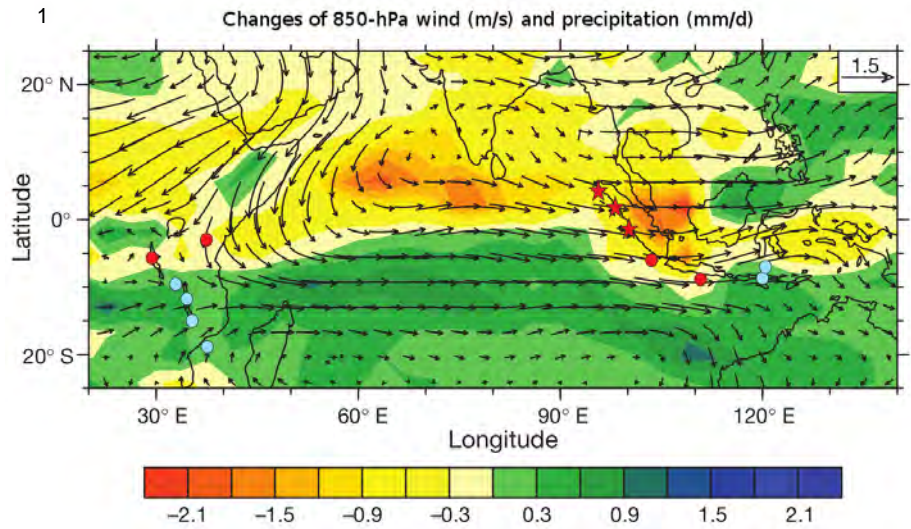 1
Changes of 850-hPa wind (m/s) and precipitation (mm/d)
1.5
20° N
0°
20° S
Latitude
30° E 60° E 90° E 120° E
Longitude
−2.1 −1.5 −0.9 −0.3 0.3 0.9 1.5 2.1